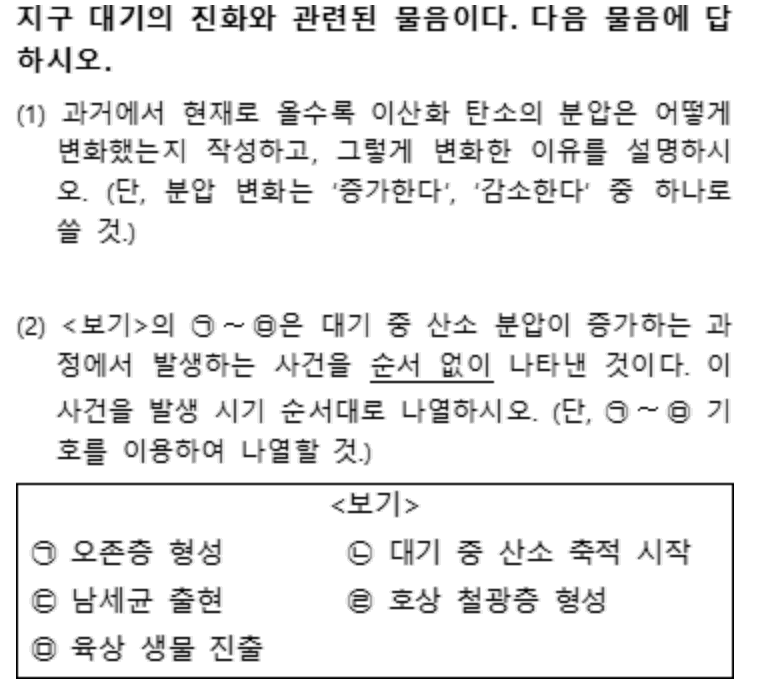 지구 대기의 진화와 관련된 물음이다. 다음 물음에 답
하시오.
(1) 과거에서 현재로 올수록 이산화 탄소의 분압은 어떻게
변화했는지 작성하고, 그렇게 변화한 이유를 설명하시
오. (단, 분압 변화는 '증가한다', '감소한다' 중 하나로
쓸 것.)
(2) <보기>의 ㉠ ~ ㉤은 대기 중 산소 분압이 증가하는 과
정에서 발생하는 사건을 순서 없이 나타낸 것이다. 이
사건을 발생 시기 순서대로 나열하시오. (단, ㉠ ~ ㉤ 기
호를 이용하여 나열할 것.)
<보기>
㉠ 오존층 형성 ㉡ 대기 중 산소 축적 시작
㉢ 남세균 출현 ㉣ 호상 철광층 형성
㉤ 육상 생물 진출